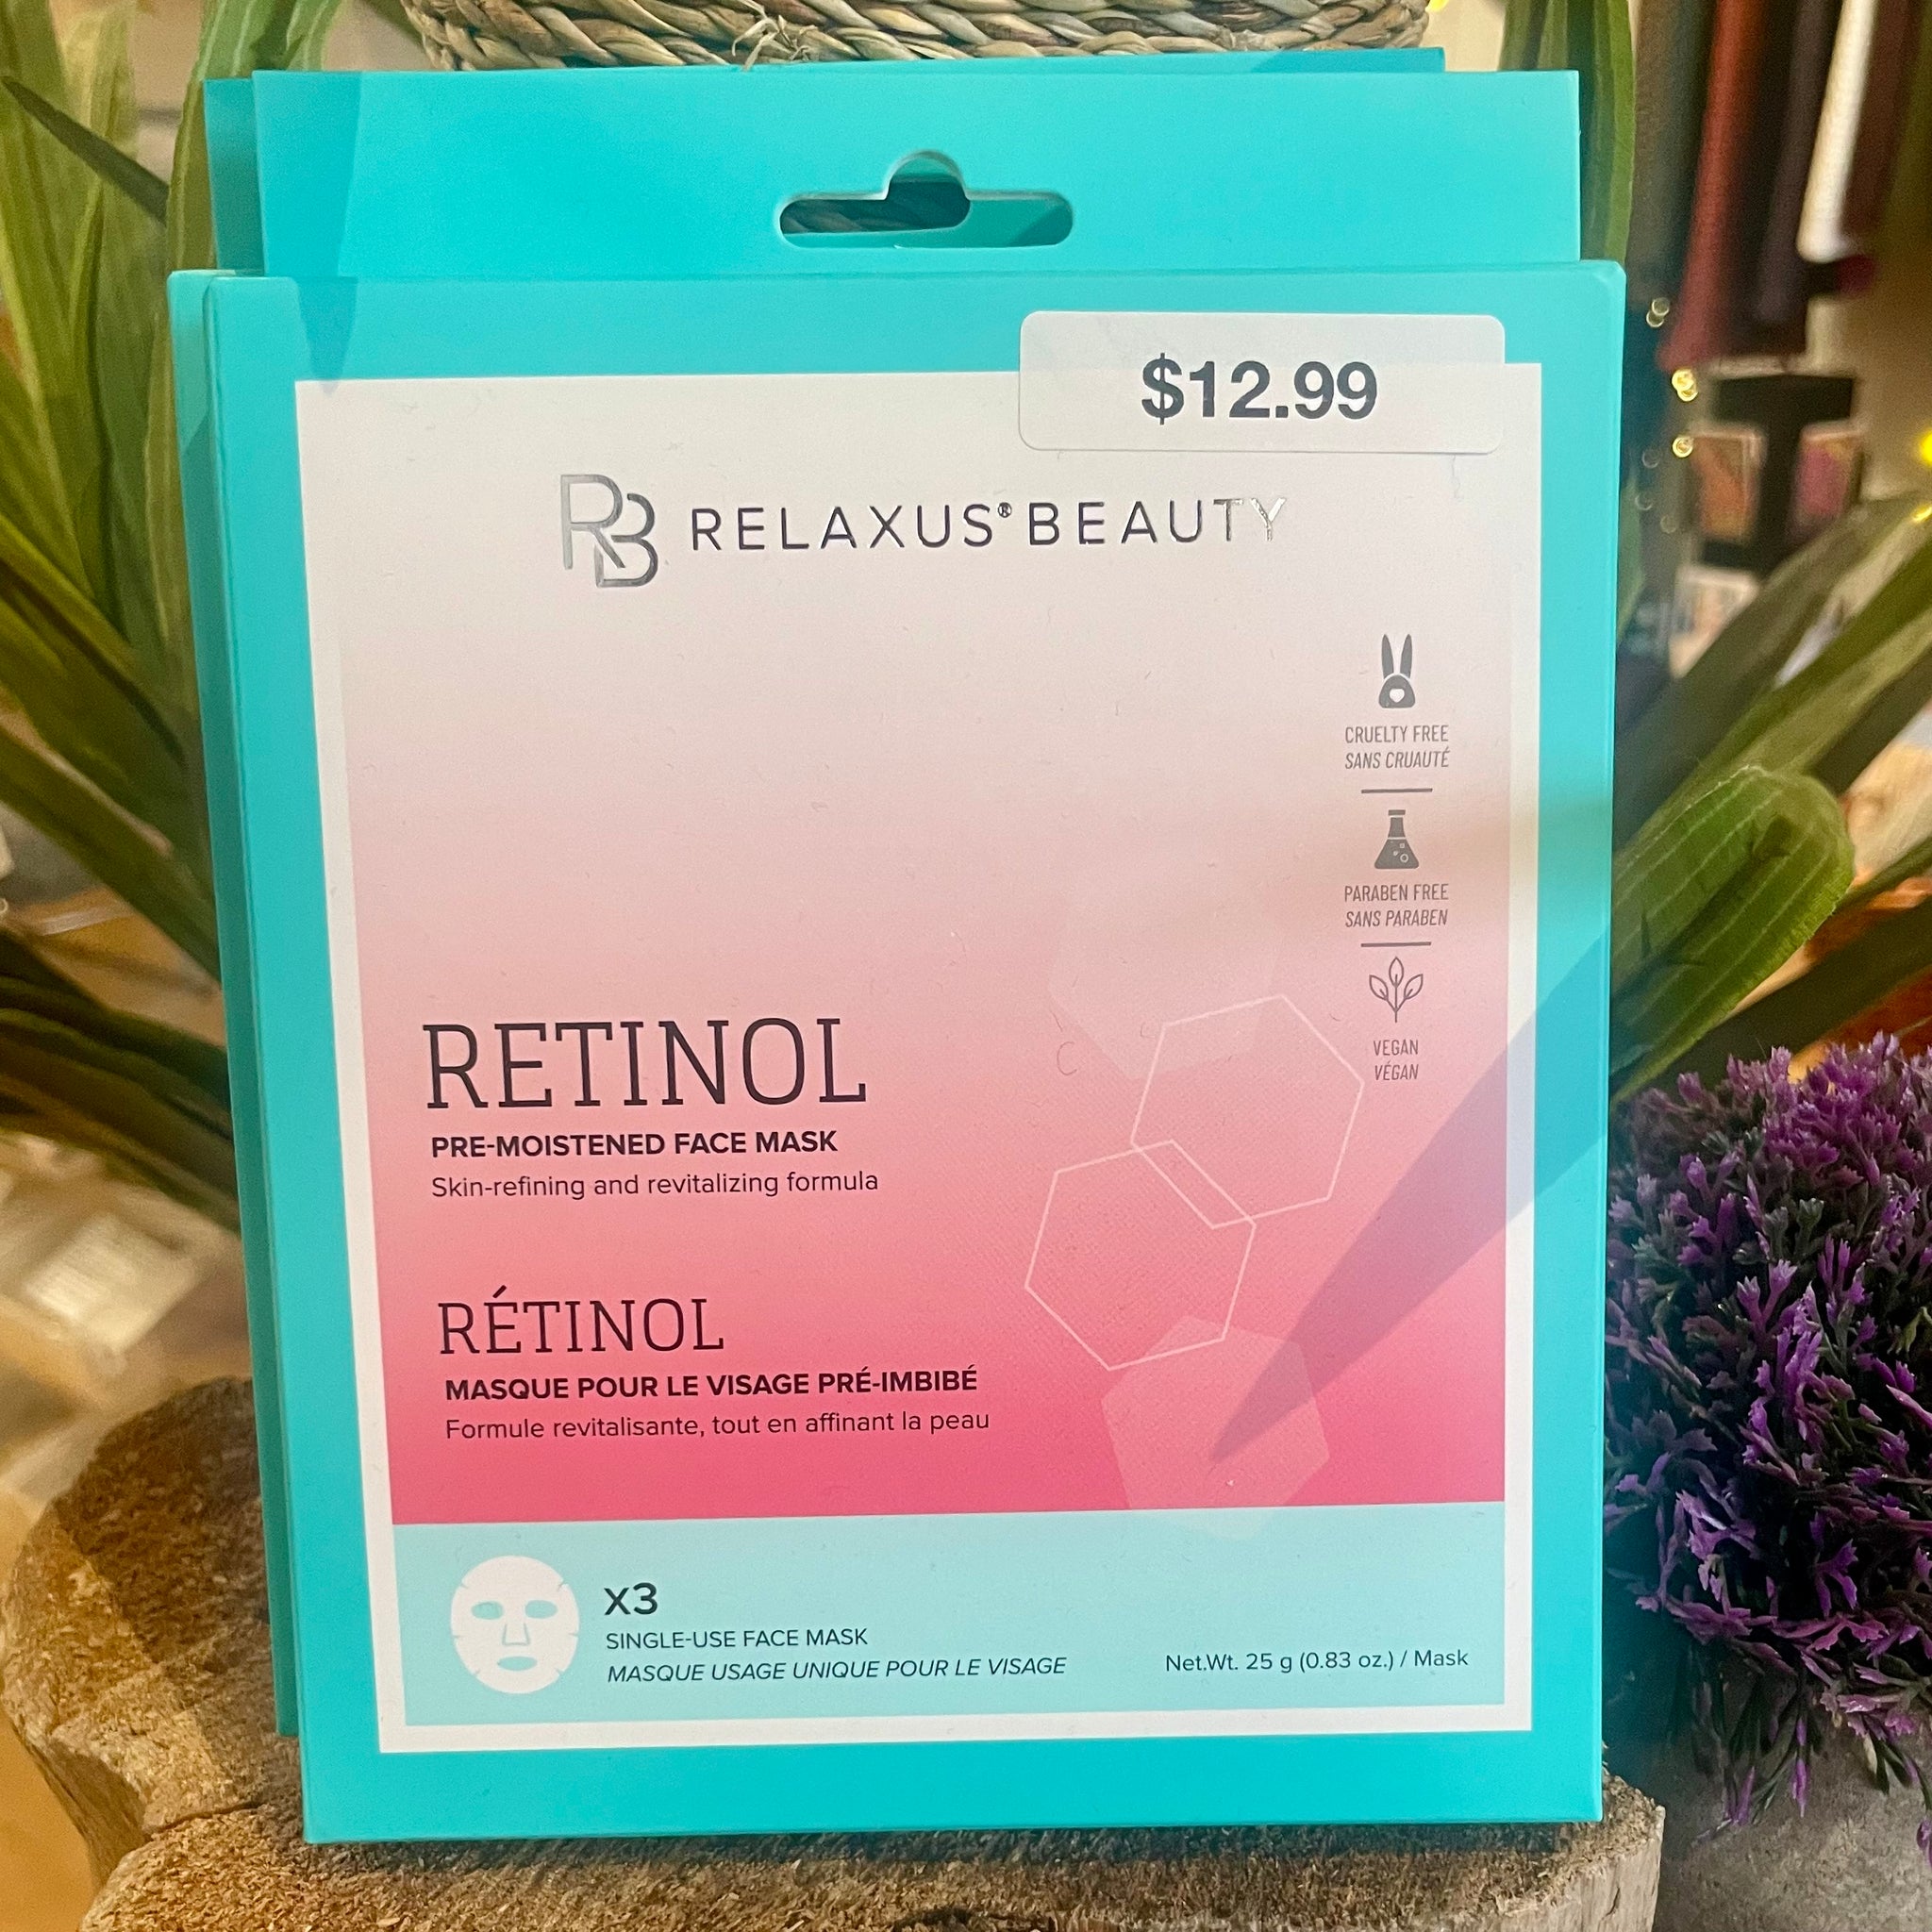 $12.99
RB RELAXUS® BEAUTY
CRUELTY FREE
SANS CRUAUTÉ
PARABEN FREE
SANS PARABEN
VEGAN
VÉGAN
RETINOL
PRE-MOISTENED FACE MASK
Skin-refining and revitalizing formula
RÉTINOL
MASQUE POUR LE VISAGE PRÉ-IMBIBÉ
Formule revitalisante, tout en affinant la peau
x3
SINGLE-USE FACE MASK
MASQUE USAGE UNIQUE POUR LE VISAGE
Net.Wt. 25 g (0.83 oz.) / Mask